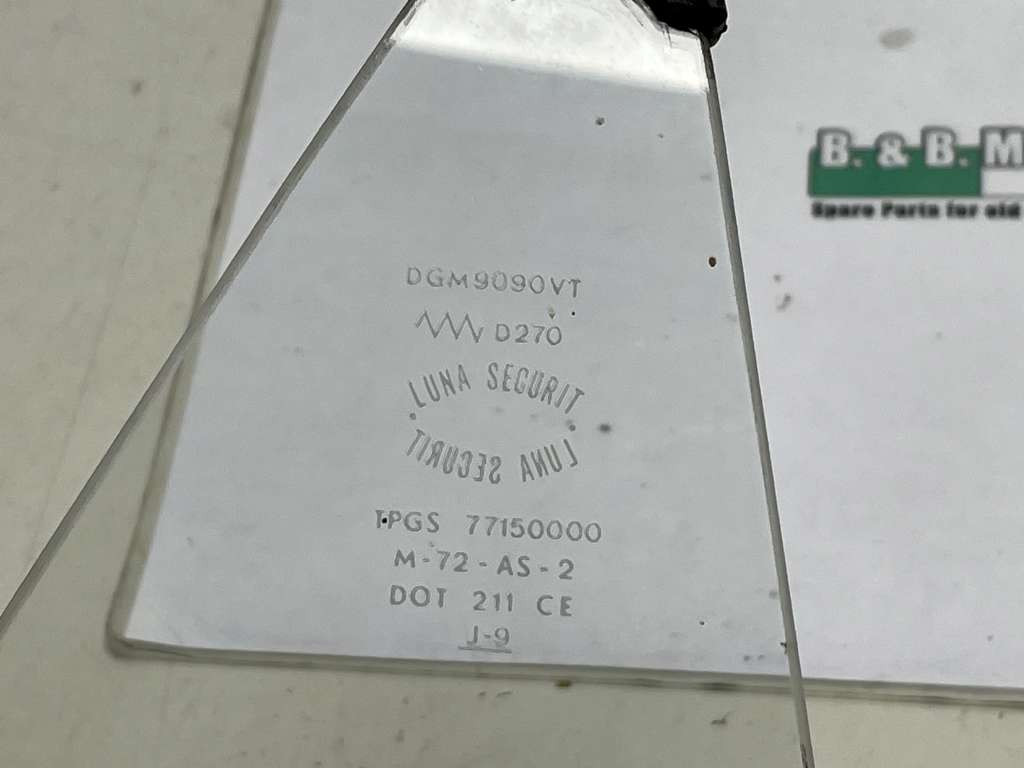 B. & B. M
Spare Parts for old
DGM9090VT
D270
LUNA SECURIT
LUNA SECURIT
TPGS 77150000
M-72-AS-2
DOT 211 CE
J-9